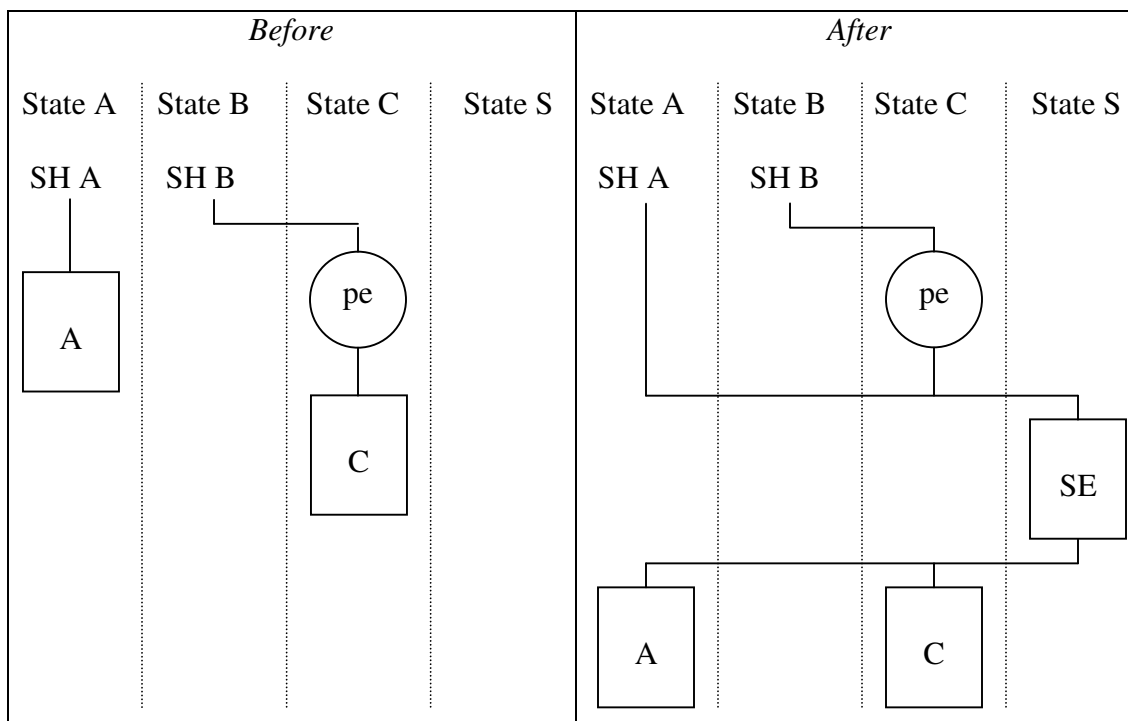 Before
After
State A State B State C State S
State A State B State C State S
SH A SH B
SH A SH B
pe
pe
A
C
SE
A C